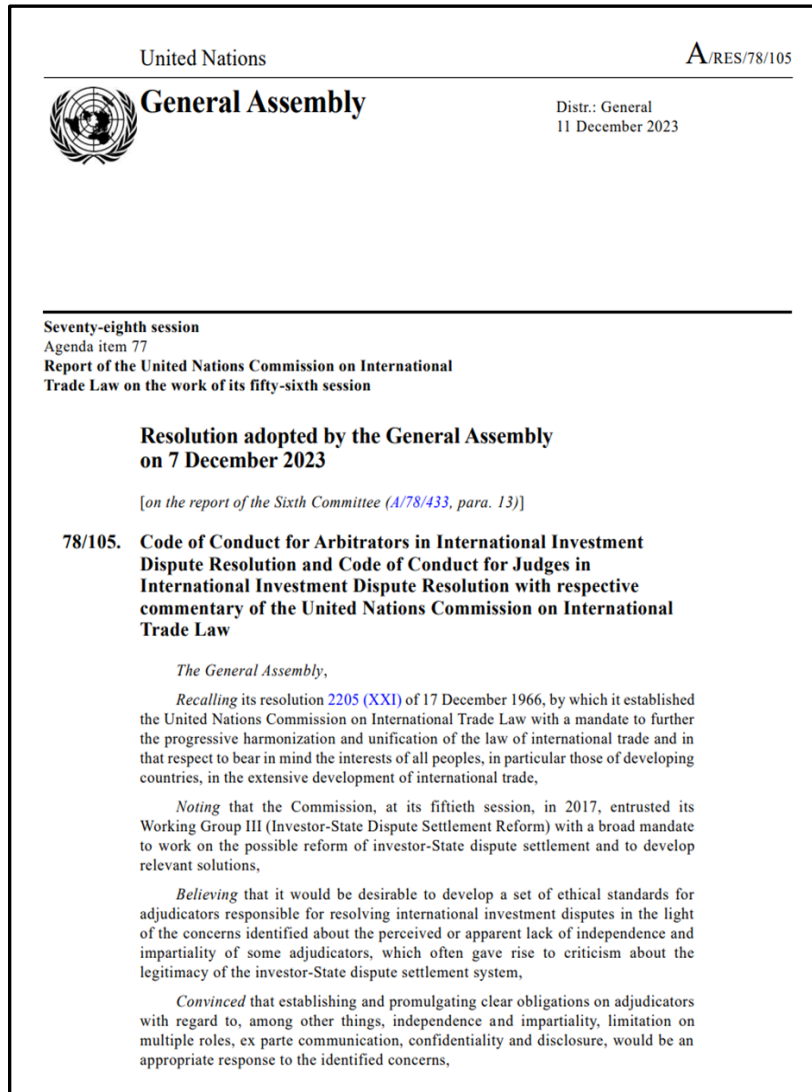 United Nations
A/RES/78/105
General Assembly
Distr.: General
11 December 2023
Seventy-eighth session
Agenda item 77
Report of the United Nations Commission on International
Trade Law on the work of its fifty-sixth session
Resolution adopted by the General Assembly
on 7 December 2023
[on the report of the Sixth Committee (A/78/433, para. 13)]
78/105. Code of Conduct for Arbitrators in International Investment
Dispute Resolution and Code of Conduct for Judges in
International Investment Dispute Resolution with respective
commentary of the United Nations Commission on International
Trade Law
The General Assembly,
Recalling its resolution 2205 (XXI) of 17 December 1966, by which it established
the United Nations Commission on International Trade Law with a mandate to further
the progressive harmonization and unification of the law of international trade and in
that respect to bear in mind the interests of all peoples, in particular those of developing
countries, in the extensive development of international trade,
Noting that the Commission, at its fiftieth session, in 2017, entrusted its
Working Group III (Investor-State Dispute Settlement Reform) with a broad mandate
to work on the possible reform of investor-State dispute settlement and to develop
relevant solutions,
Believing that it would be desirable to develop a set of ethical standards for
adjudicators responsible for resolving international investment disputes in the light
of the concerns identified about the perceived or apparent lack of independence and
impartiality of some adjudicators, which often gave rise to criticism about the
legitimacy of the investor-State dispute settlement system,
Convinced that establishing and promulgating clear obligations on adjudicators
with regard to, among other things, independence and impartiality, limitation on
multiple roles, ex parte communication, confidentiality and disclosure, would be an
appropriate response to the identified concerns,